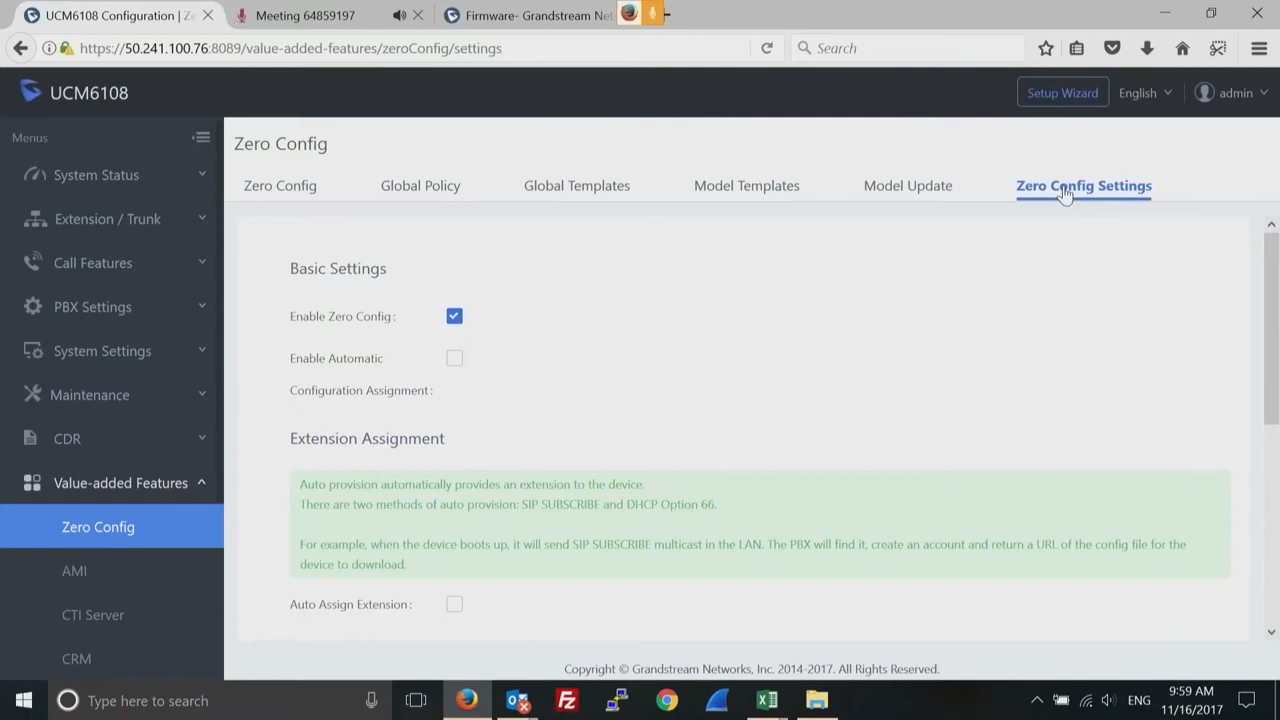 UCM6108 Configuration | Ze
Meeting 64859197
Firmware- Grandstream Net
https://50.241.100.76:8089/value-added-features/zeroConfig/settings
Search
UCM6108
Setup Wizard
English
admin
Menus
System Status
Extension / Trunk
Call Features
PBX Settings
System Settings
Maintenance
CDR
Value-added Features
Zero Config
AMI
CTI Server
CRM
Zero Config
Zero Config
Global Policy
Global Templates
Model Templates
Model Update
Zero Config Settings
Basic Settings
Enable Zero Config :
Enable Automatic
Configuration Assignment :
Extension Assignment
Auto provision automatically provides an extension to the device.
There are two methods of auto provision: SIP SUBSCRIBE and DHCP Option 66.
For example, when the device boots up, it will send SIP SUBSCRIBE multicast in the LAN. The PBX will find it, create an account and return a URL of the config file for the
device to download.
Auto Assign Extension :
Copyright © Grandstream Networks, Inc. 2014-2017. All Rights Reserved.
Type here to search
ENG
9:59 AM
11/16/2017